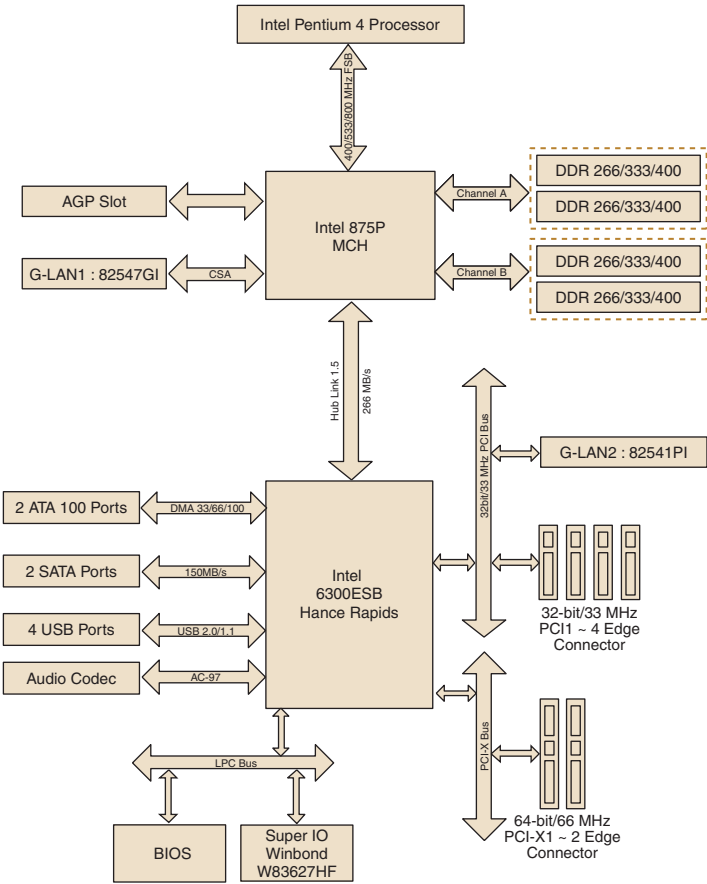 Intel Pentium 4 Processor
400/533/800 MHz FSB
AGP Slot
G-LAN1 : 82547GI
CSA
Intel 875P
MCH
Channel A
DDR 266/333/400
DDR 266/333/400
Channel B
DDR 266/333/400
DDR 266/333/400
Hub Link 1.5
266 MB/s
32bit/33 MHz PCI Bus
G-LAN2 : 82541PI
2 ATA 100 Ports
DMA 33/66/100
2 SATA Ports
150MB/s
4 USB Ports
USB 2.0/1.1
Audio Codec
AC-97
Intel
6300ESB
Hance Rapids
32-bit/33 MHz
PCI1 ~ 4 Edge
Connector
PCI-X Bus
64-bit/66 MHz
PCI-X1 ~ 2 Edge
Connector
LPC Bus
BIOS
Super IO
Winbond
W83627HF